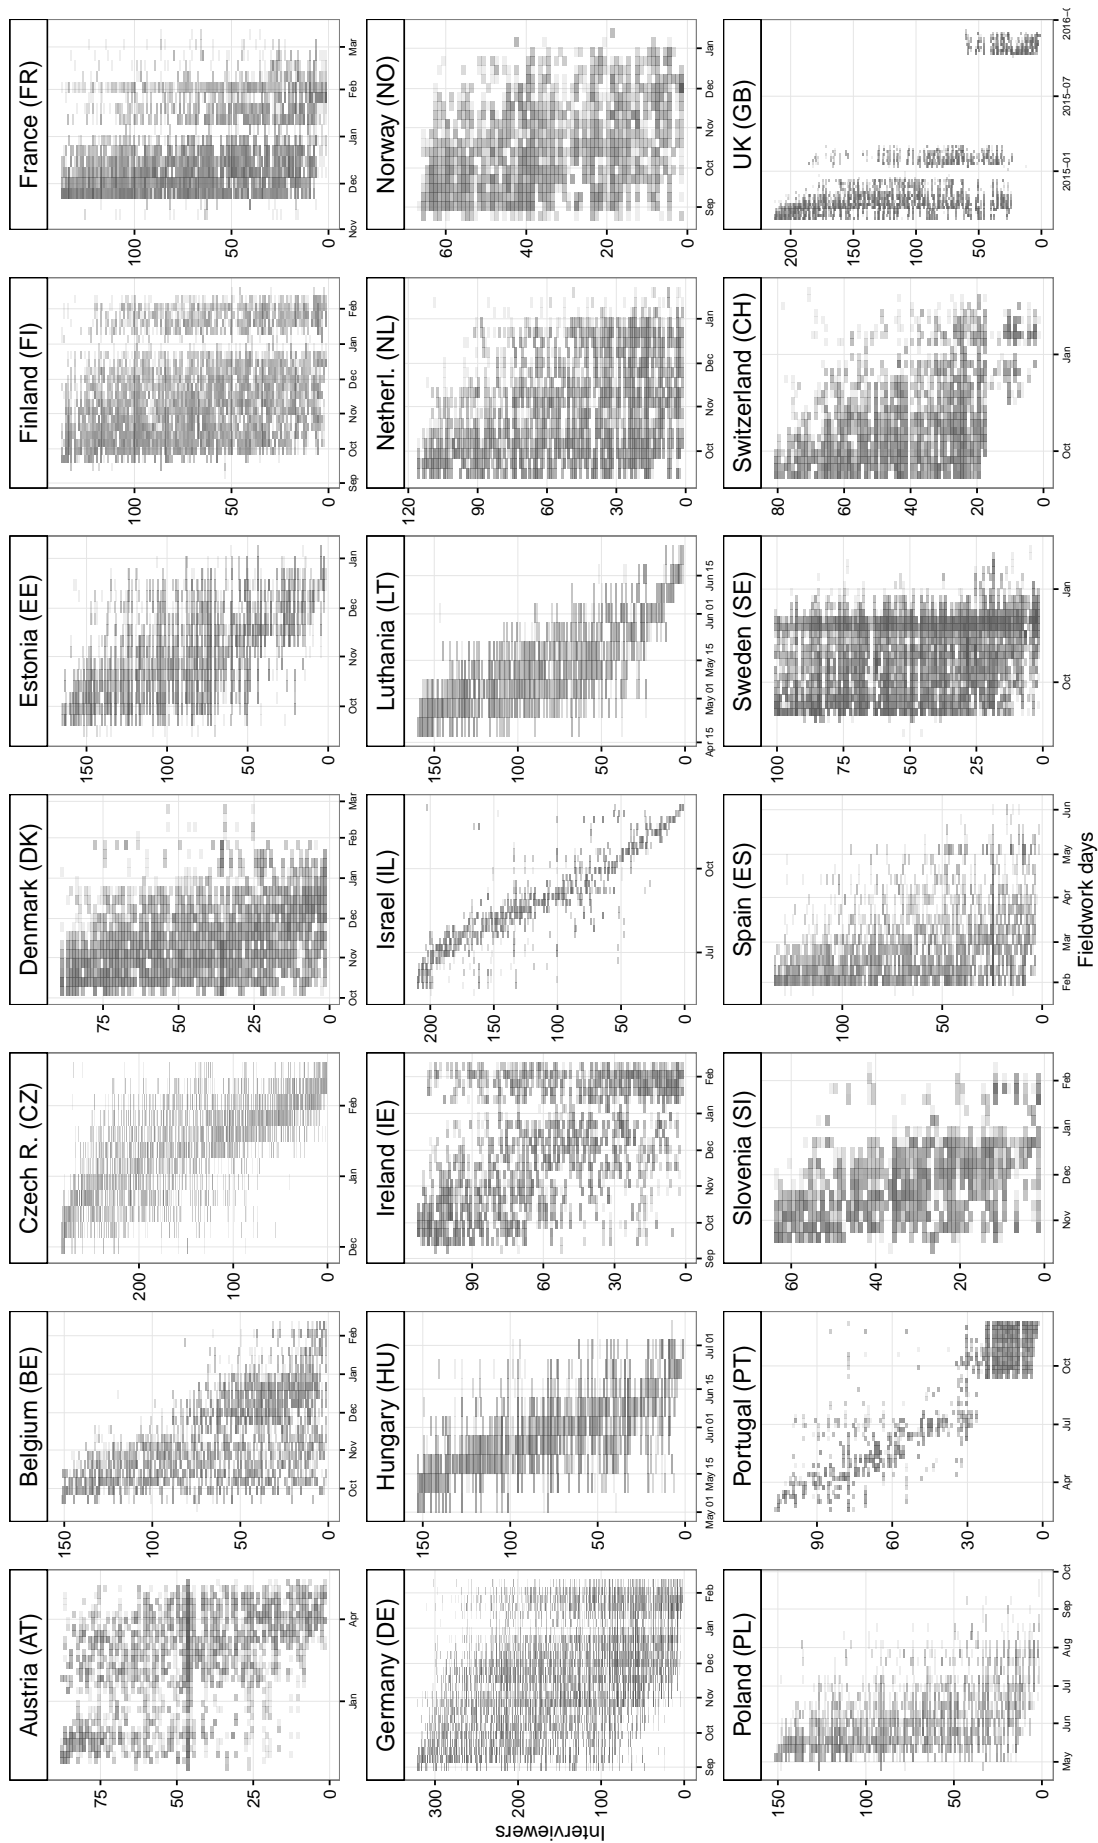 Austria (AT)
Belgium (BE)
Czech R. (CZ)
Denmark (DK)
Estonia (EE)
Finland (FI)
France (FR)
75
50
25
0
Jan
Apr
150
100
50
0
Oct Nov Dec Jan Feb
200
100
0
Dec Jan Feb
75
50
25
0
Oct Nov Dec Jan Feb Mar
150
100
50
0
Oct Nov Dec Jan
100
50
0
Sep Oct Nov Dec Jan Feb
100
50
0
Nov Dec Jan Feb Mar
Interviewers
Germany (DE)
Hungary (HU)
Ireland (IE)
Israel (IL)
Luthania (LT)
Netherl. (NL)
Norway (NO)
300
200
100
0
Sep Oct Nov Dec Jan Feb
150
100
50
0
May 01 May 15 Jun 01 Jun 15 Jul 01
90
60
30
0
Sep Oct Nov Dec Jan Feb
200
150
100
50
0
Jul Oct
150
100
50
0
Apr 15 May 01 May 15 Jun 01 Jun 15
120
90
60
30
0
Oct Nov Dec Jan
60
40
20
0
Sep Oct Nov Dec Jan
Poland (PL)
Portugal (PT)
Slovenia (SI)
Spain (ES)
Sweden (SE)
Switzerland (CH)
UK (GB)
150
100
50
0
May Jun Jul Aug Sep Oct
90
60
30
0
Apr Jul Oct
60
40
20
0
Nov Dec Jan Feb
100
50
0
Feb Mar Apr May Jun
100
75
50
25
0
Oct Jan
80
60
40
20
0
Oct Jan
200
150
100
50
0
2015−01 2015−07
Fieldwork days